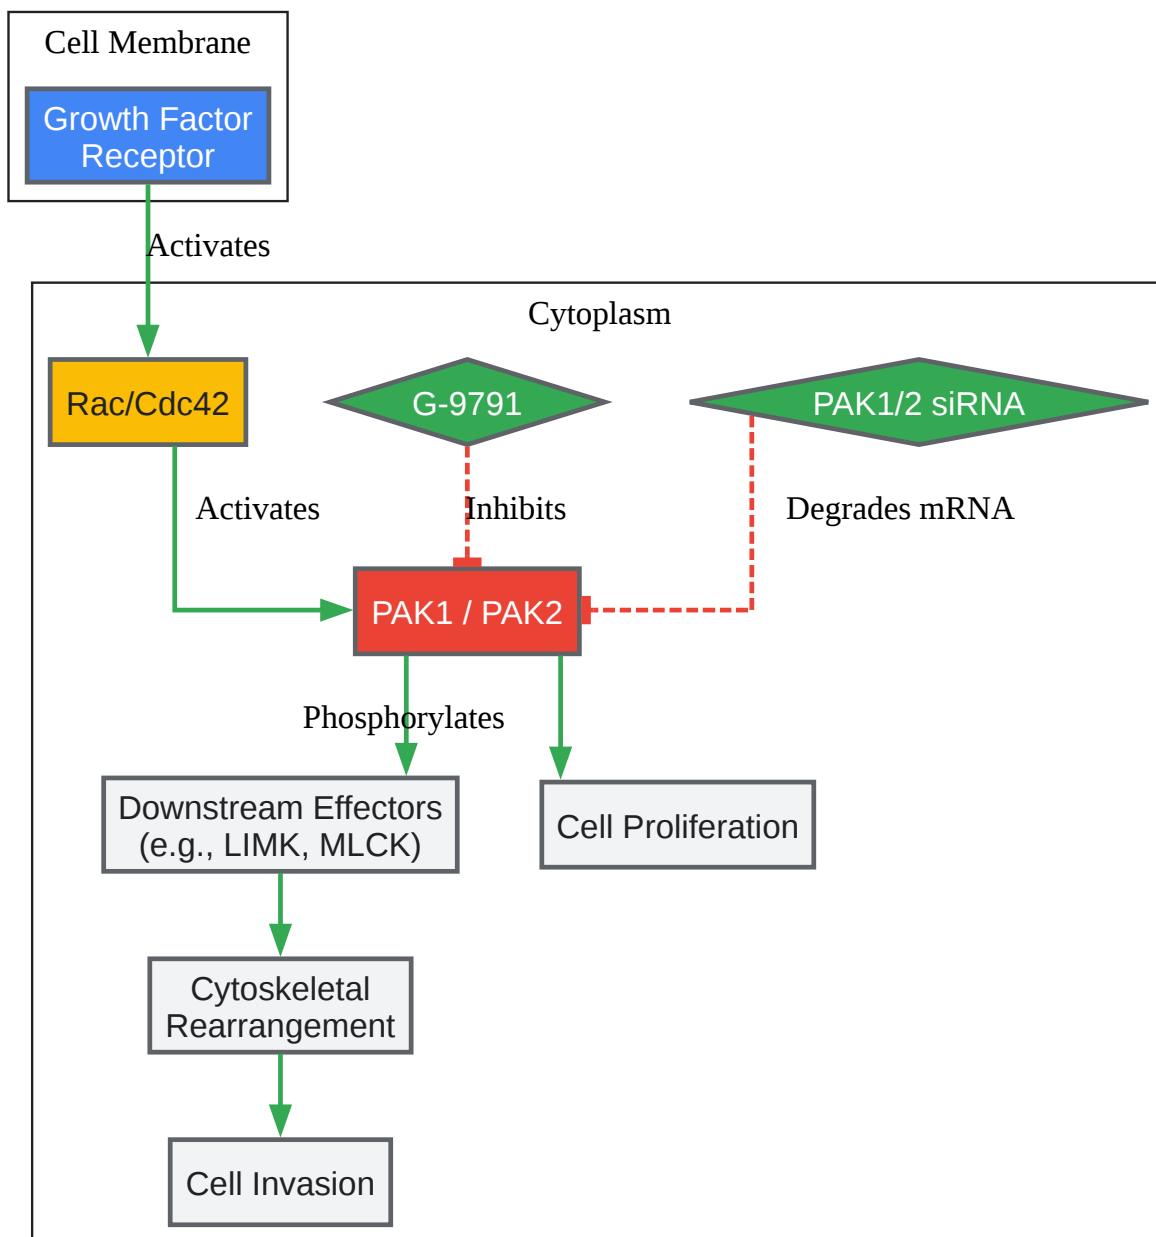 Cell Membrane
Growth Factor
Receptor
Activates
Cytoplasm
Rac/Cdc42
G-9791
PAK1/2 siRNA
Activates
Inhibits
Degrades mRNA
PAK1 / PAK2
Phosphorylates
Downstream Effectors
(e.g., LIMK, MLCK)
Cell Proliferation
Cytoskeletal
Rearrangement
Cell Invasion